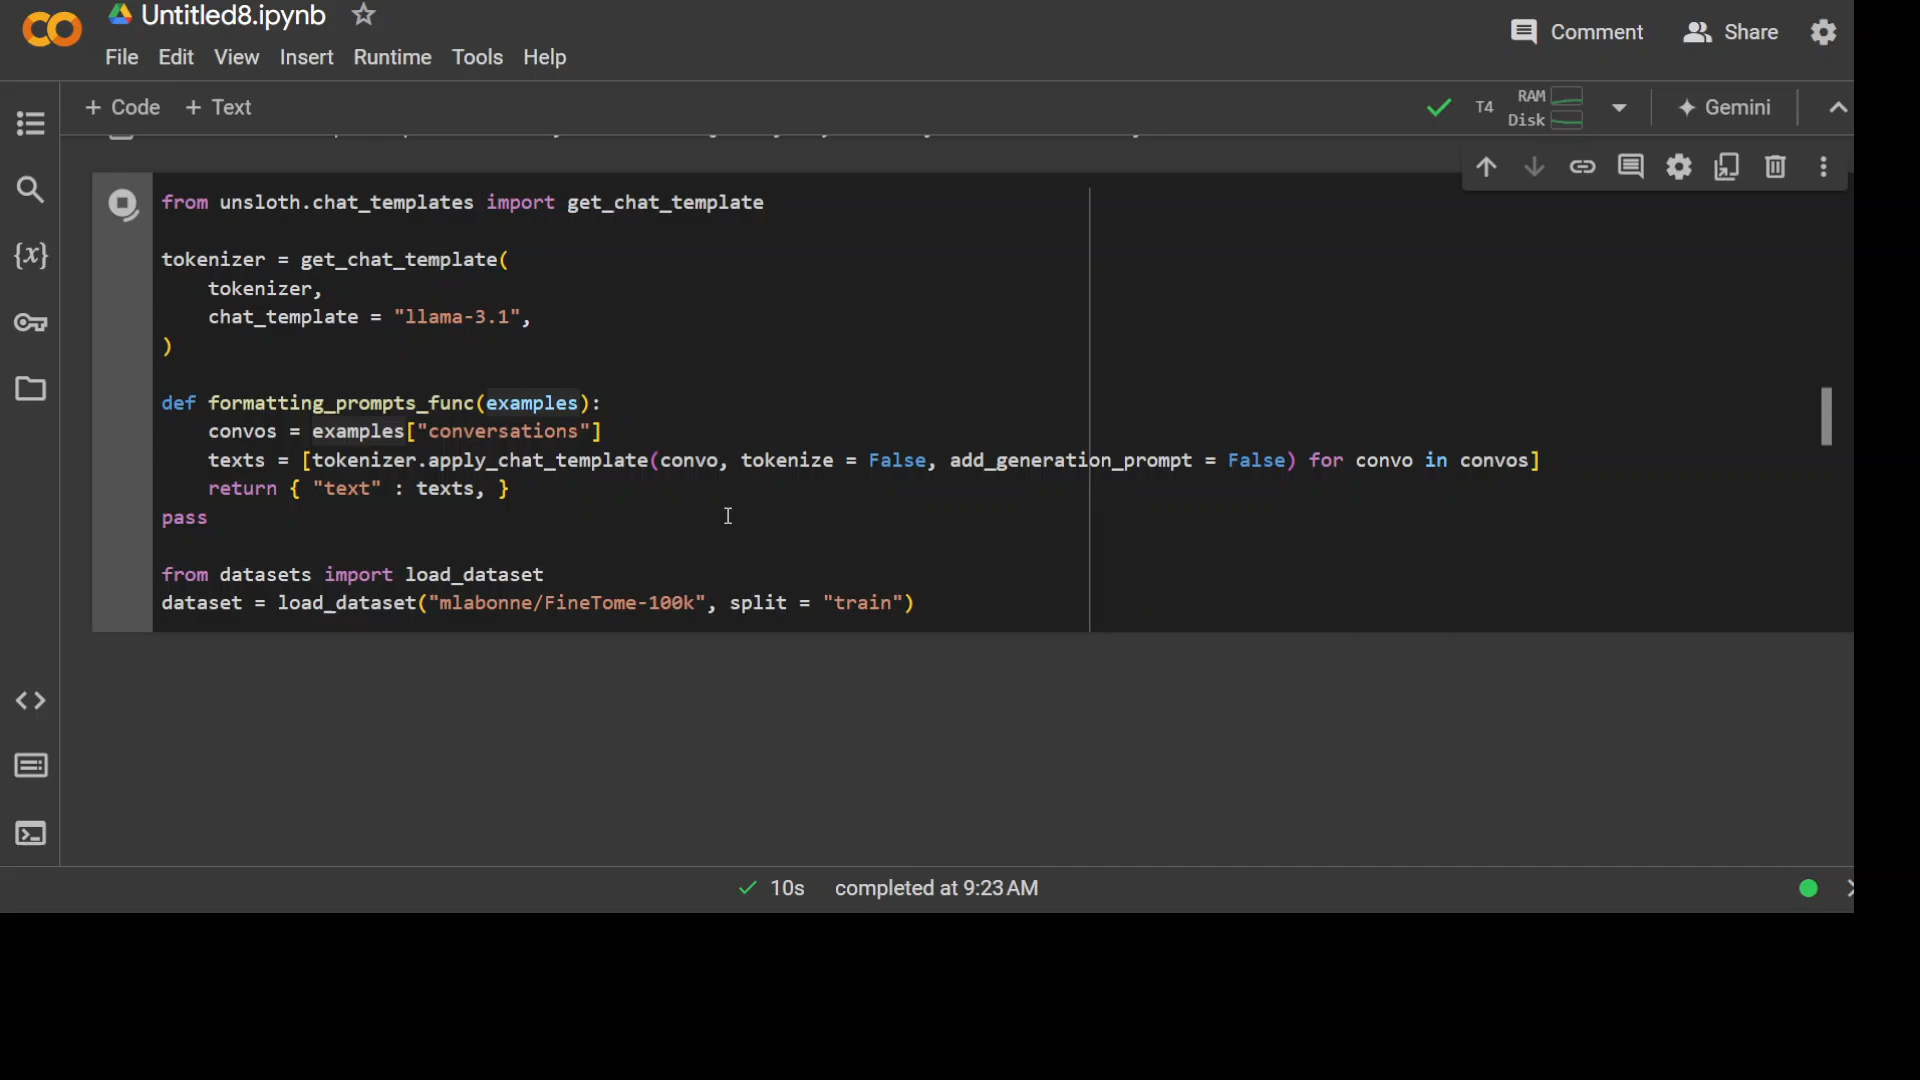 Untitled8.ipynb
File Edit View Insert Runtime Tools Help
Comment
Share
+ Code + Text
T4
RAM
Disk
Gemini
from unsloth.chat_templates import get_chat_template
tokenizer = get_chat_template(
    tokenizer,
    chat_template = "llama-3.1",
)
def formatting_prompts_func(examples):
    convos = examples["conversations"]
    texts = [tokenizer.apply_chat_template(convo, tokenize = False, add_generation_prompt = False) for convo in convos]
    return { "text" : texts, }
pass
from datasets import load_dataset
dataset = load_dataset("mlabonne/FineTome-100k", split = "train")
10s completed at 9:23 AM